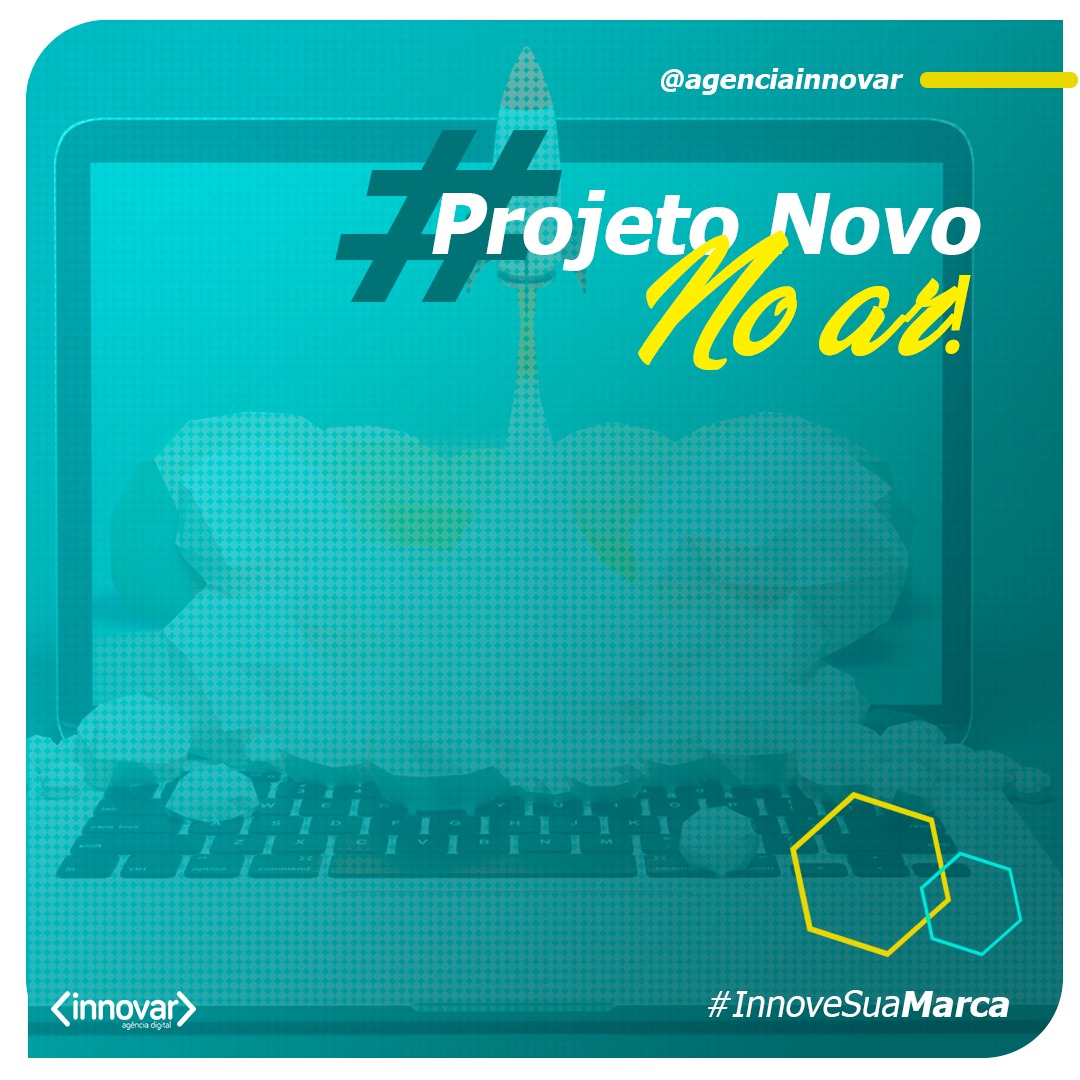 @agenciainnovar
#Projeto Novo
No ar!
#InnoveSuaMarca
<innovar>
agência digital